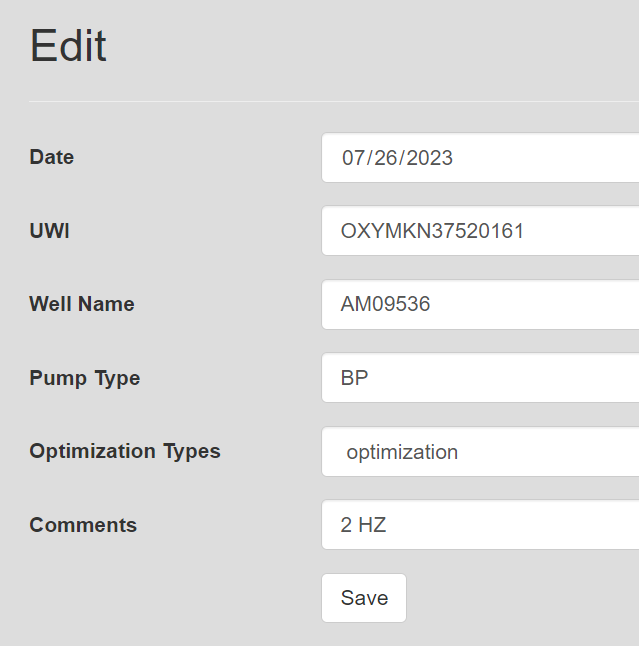 Edit
Date 07/26/2023
UWI OXYMKN37520161
Well Name AM09536
Pump Type BP
Optimization Types optimization
Comments 2 HZ
Save